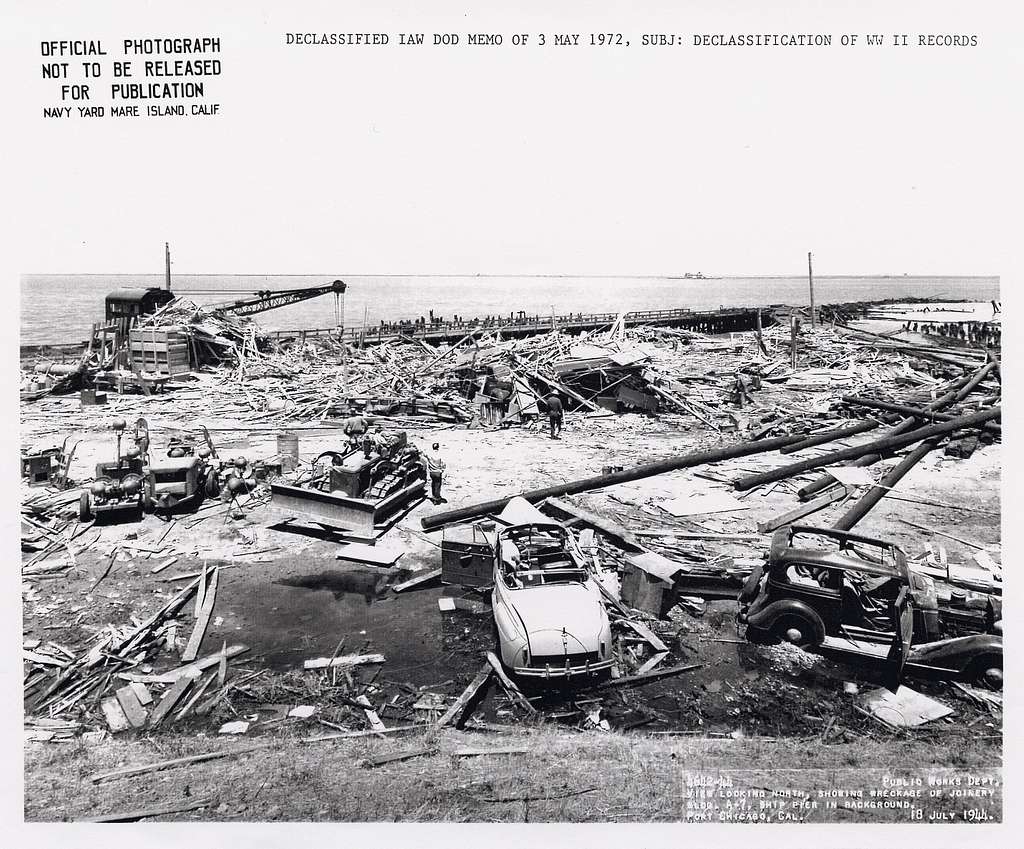 OFFICIAL PHOTOGRAPH
NOT TO BE RELEASED
FOR PUBLICATION
NAVY YARD MARE ISLAND, CALIF.
DECLASSIFIED IAW DOD MEMO OF 3 MAY 1972, SUBJ: DECLASSIFICATION OF WW II RECORDS
PUBLIC WORKS DEPT.
VIEW LOOKING NORTH, SHOWING WRECKAGE OF JOINERY
BLDG. A-7, SHIP PIER IN BACKGROUND.
PORT CHICAGO, CAL. 18 JULY 1944.